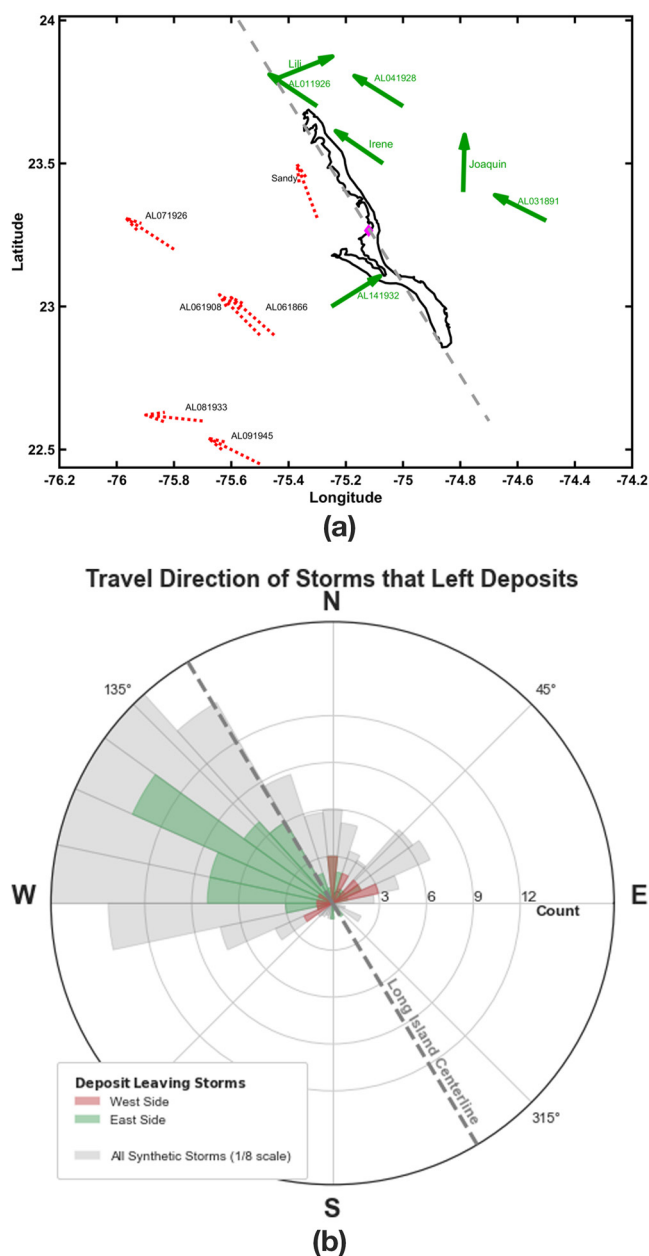 24
Lili
AL011926
AL041928
23.5
Irene
Joaquin
Sandy
AL031891
AL071926
Latitude
AL061908
AL061866
AL141932
23
AL081933
AL091945
22.5
-76.2 -76 -75.8 -75.6 -75.4 -75.2 -75 -74.8 -74.6 -74.4 -74.2
Longitude
(a)
Travel Direction of Storms that Left Deposits
N
135°
45°
W
3 6 9 12
E
Count
Long Island Centerline
315°
Deposit Leaving Storms
West Side
East Side
All Synthetic Storms (1/8 scale)
S
(b)